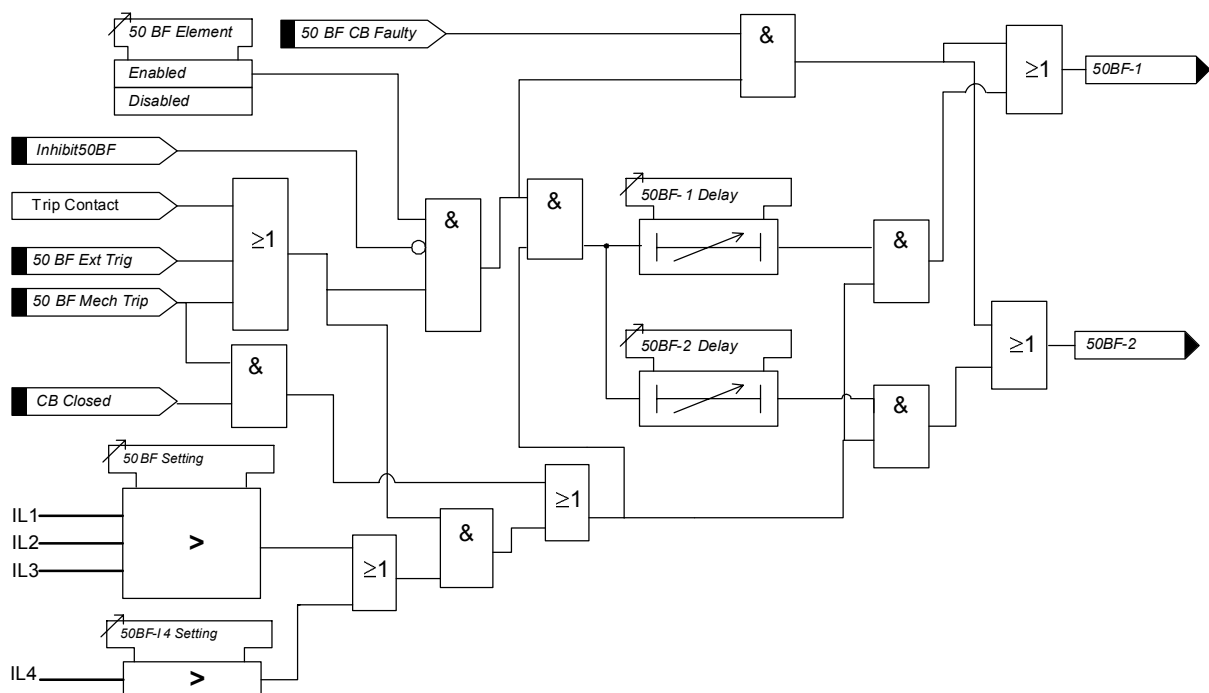 50 BF Element
50 BF CB Faulty
&
Enabled
≥1
50BF-1
Disabled
Inhibit50BF
Trip Contact
&
&
50BF-1 Delay
≥1
50 BF Ext Trig
&
50 BF Mech Trip
50BF-2 Delay
≥1
50BF-2
&
CB Closed
&
50 BF Setting
≥1
IL1
IL2
>
&
IL3
≥1
50BF-I4 Setting
IL4
>